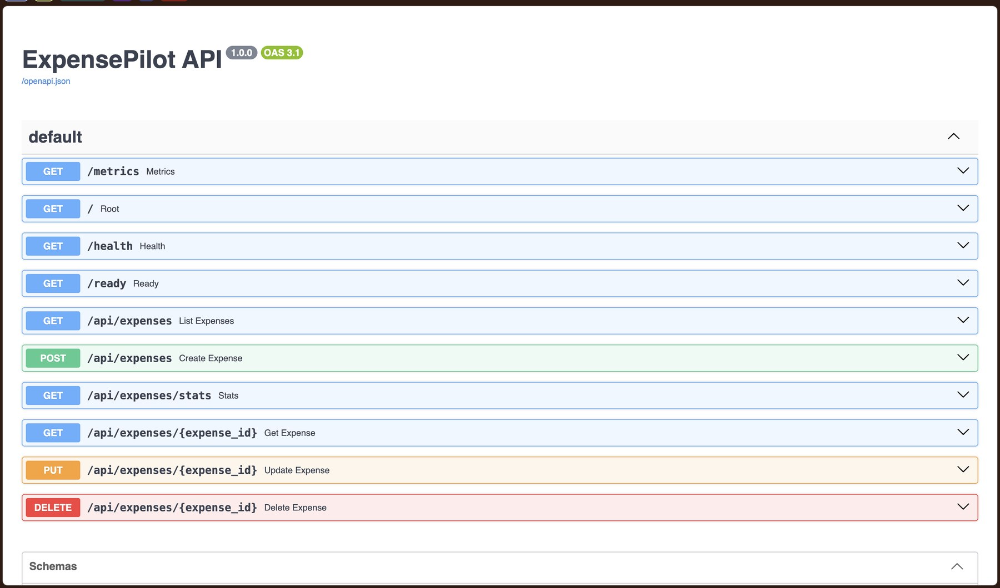 ExpensePilot API 1.0.0 OAS 3.1
/openapi.json
default
GET /metrics Metrics
GET / Root
GET /health Health
GET /ready Ready
GET /api/expenses List Expenses
POST /api/expenses Create Expense
GET /api/expenses/stats Stats
GET /api/expenses/{expense_id} Get Expense
PUT /api/expenses/{expense_id} Update Expense
DELETE /api/expenses/{expense_id} Delete Expense
Schemas